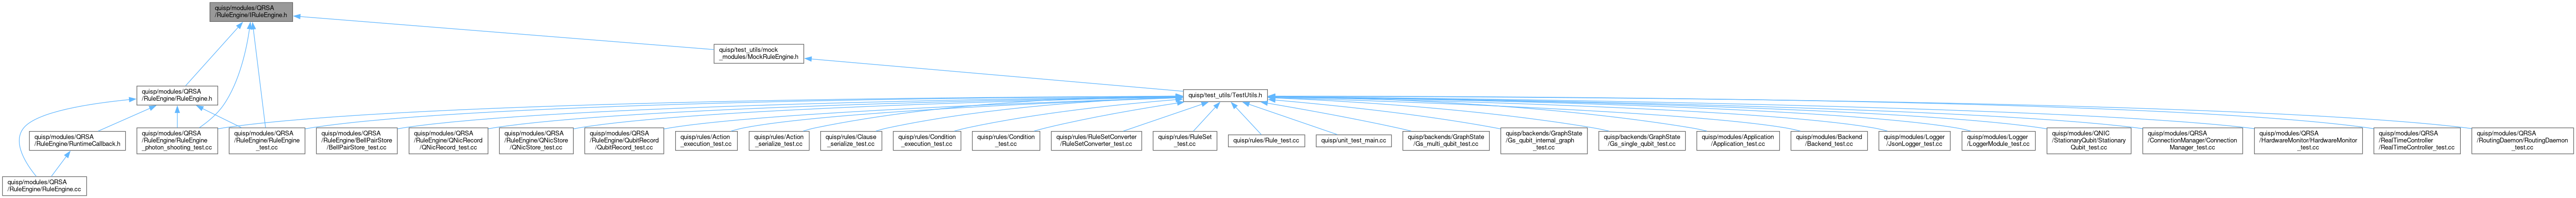 quisp/modules/QRSA
/RuleEngine/IRuleEngine.h
quisp/test_utils/mock
_modules/MockRuleEngine.h
quisp/modules/QRSA
/RuleEngine/RuleEngine.h
quisp/test_utils/TestUtils.h
quisp/modules/QRSA
/RuleEngine/RuntimeCallback.h
quisp/modules/QRSA
/RuleEngine/RuleEngine
_photon_shooting_test.cc
quisp/modules/QRSA
/RuleEngine/RuleEngine
_test.cc
quisp/modules/QRSA
/RuleEngine/BellPairStore
/BellPairStore_test.cc
quisp/modules/QRSA
/RuleEngine/QNicRecord
/QNicRecord_test.cc
quisp/modules/QRSA
/RuleEngine/QNicStore
/QNicStore_test.cc
quisp/modules/QRSA
/RuleEngine/QubitRecord
/QubitRecord_test.cc
quisp/rules/Action
_execution_test.cc
quisp/rules/Action
_serialize_test.cc
quisp/rules/Clause
_serialize_test.cc
quisp/rules/Condition
_execution_test.cc
quisp/rules/Condition
_test.cc
quisp/rules/RuleSetConverter
/RuleSetConverter_test.cc
quisp/rules/RuleSet
_test.cc
quisp/rules/Rule_test.cc
quisp/unit_test_main.cc
quisp/backends/GraphState
/Gs_multi_qubit_test.cc
quisp/backends/GraphState
/Gs_qubit_internal_graph
_test.cc
quisp/backends/GraphState
/Gs_single_qubit_test.cc
quisp/modules/Application
/Application_test.cc
quisp/modules/Backend
/Backend_test.cc
quisp/modules/Logger
/JsonLogger_test.cc
quisp/modules/Logger
/LoggerModule_test.cc
quisp/modules/QNIC
/StationaryQubit/Stationary
Qubit_test.cc
quisp/modules/QRSA
/ConnectionManager/Connection
Manager_test.cc
quisp/modules/QRSA
/HardwareMonitor/HardwareMonitor
_test.cc
quisp/modules/QRSA
/RealTimeController
/RealTimeController_test.cc
quisp/modules/QRSA
/RoutingDaemon/RoutingDaemon
_test.cc
quisp/modules/QRSA
/RuleEngine/RuleEngine.cc